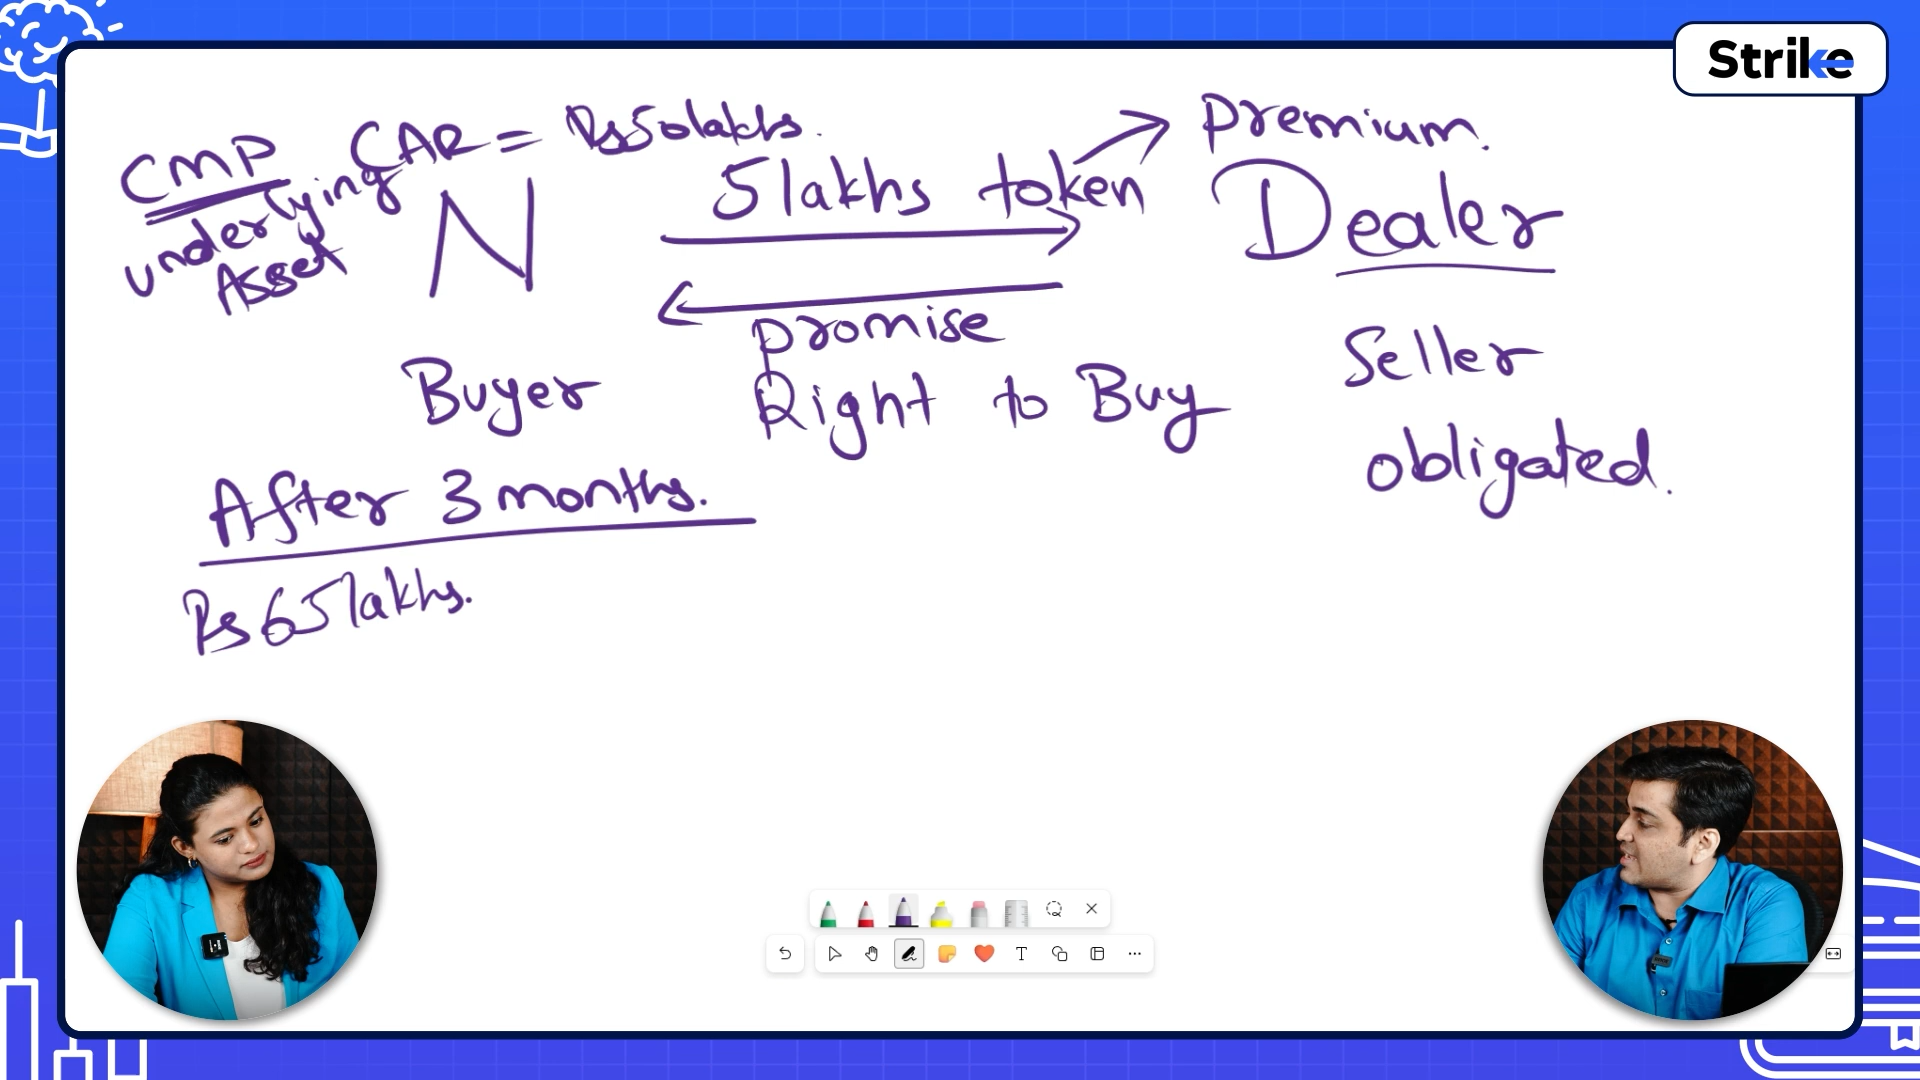 Strike
CMP CAR = Rs 50 lakhs.
underlying
Asset
N
5 lakhs token
premium.
Dealer
promise
Right to Buy
Buyer
Seller
obligated.
After 3 months.
Rs 65 lakhs.
T